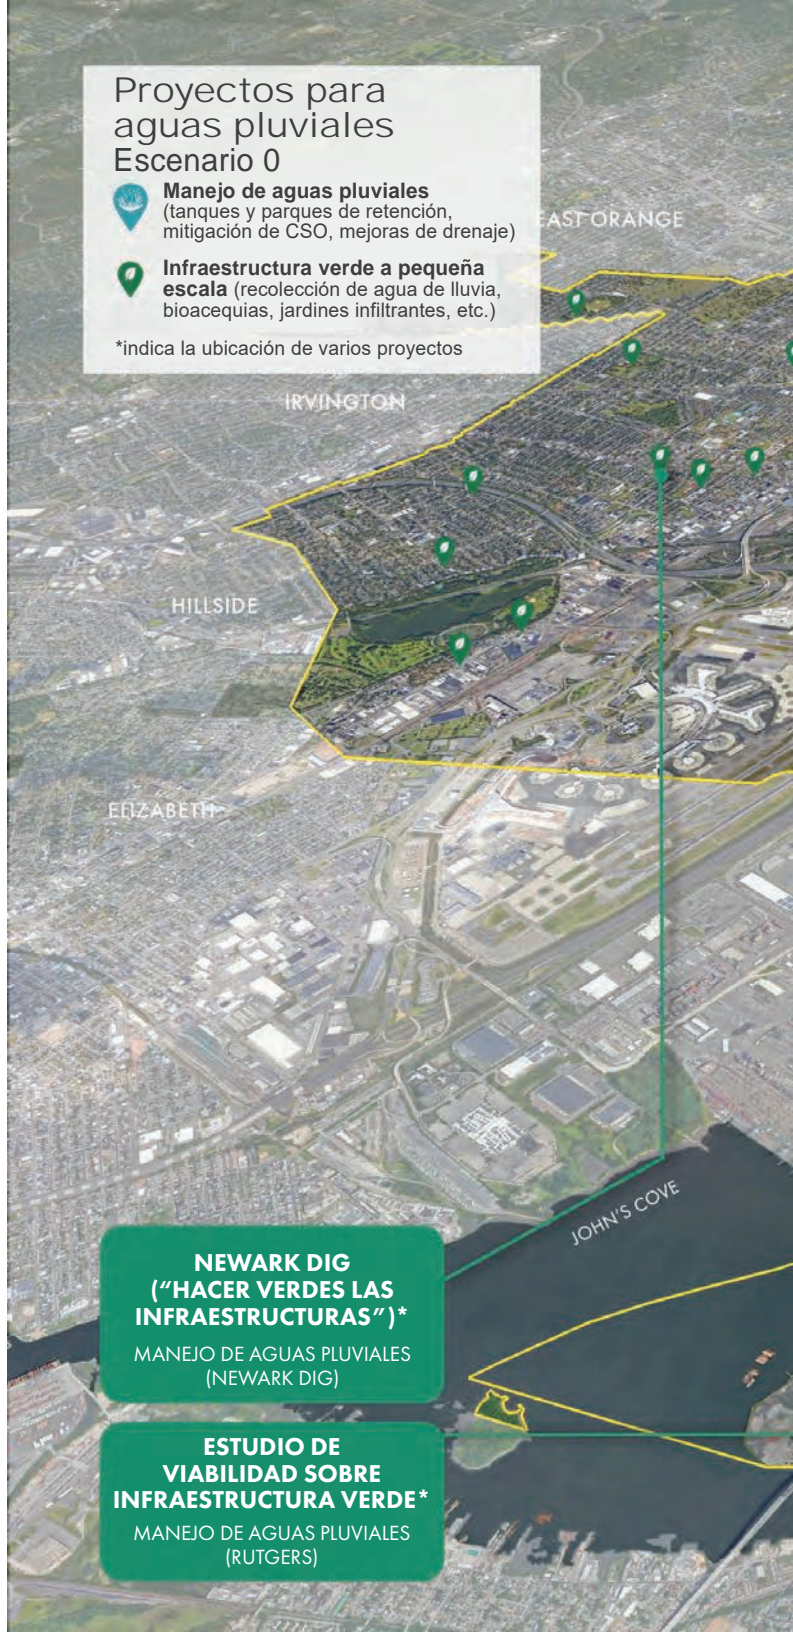 Proyectos para
aguas pluviales
Escenario 0
Manejo de aguas pluviales
(tanques y parques de retención,
mitigación de CSO, mejoras de drenaje)
Infraestructura verde a pequeña
escala (recolección de agua de lluvia,
bioacequias, jardines infiltrantes, etc.)
*indica la ubicación de varios proyectos
EAST ORANGE
IRVINGTON
HILLSIDE
ELIZABETH
JOHN'S COVE
NEWARK DIG
(“HACER VERDES LAS
INFRAESTRUCTURAS”)*
MANEJO DE AGUAS PLUVIALES
(NEWARK DIG)
ESTUDIO DE
VIABILIDAD SOBRE
INFRAESTRUCTURA VERDE*
MANEJO DE AGUAS PLUVIALES
(RUTGERS)